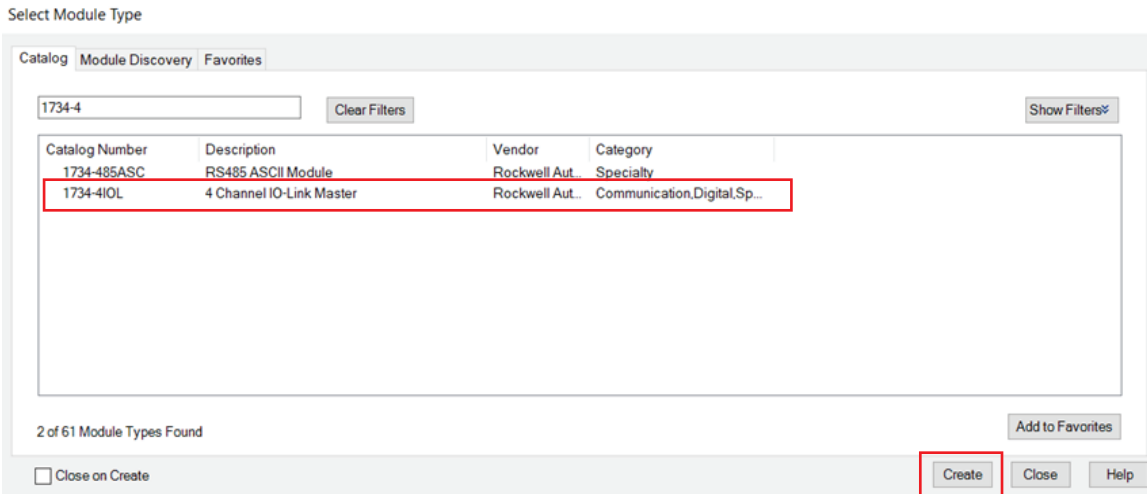 Select Module Type
Catalog Module Discovery Favorites
1734-4 Clear Filters Show Filters
Catalog Number Description Vendor Category
1734-485ASC RS485 ASCII Module Rockwell Aut... Specialty
1734-4IOL 4 Channel IO-Link Master Rockwell Aut... Communication,Digital,Sp...
2 of 61 Module Types Found Add to Favorites
Close on Create Create Close Help